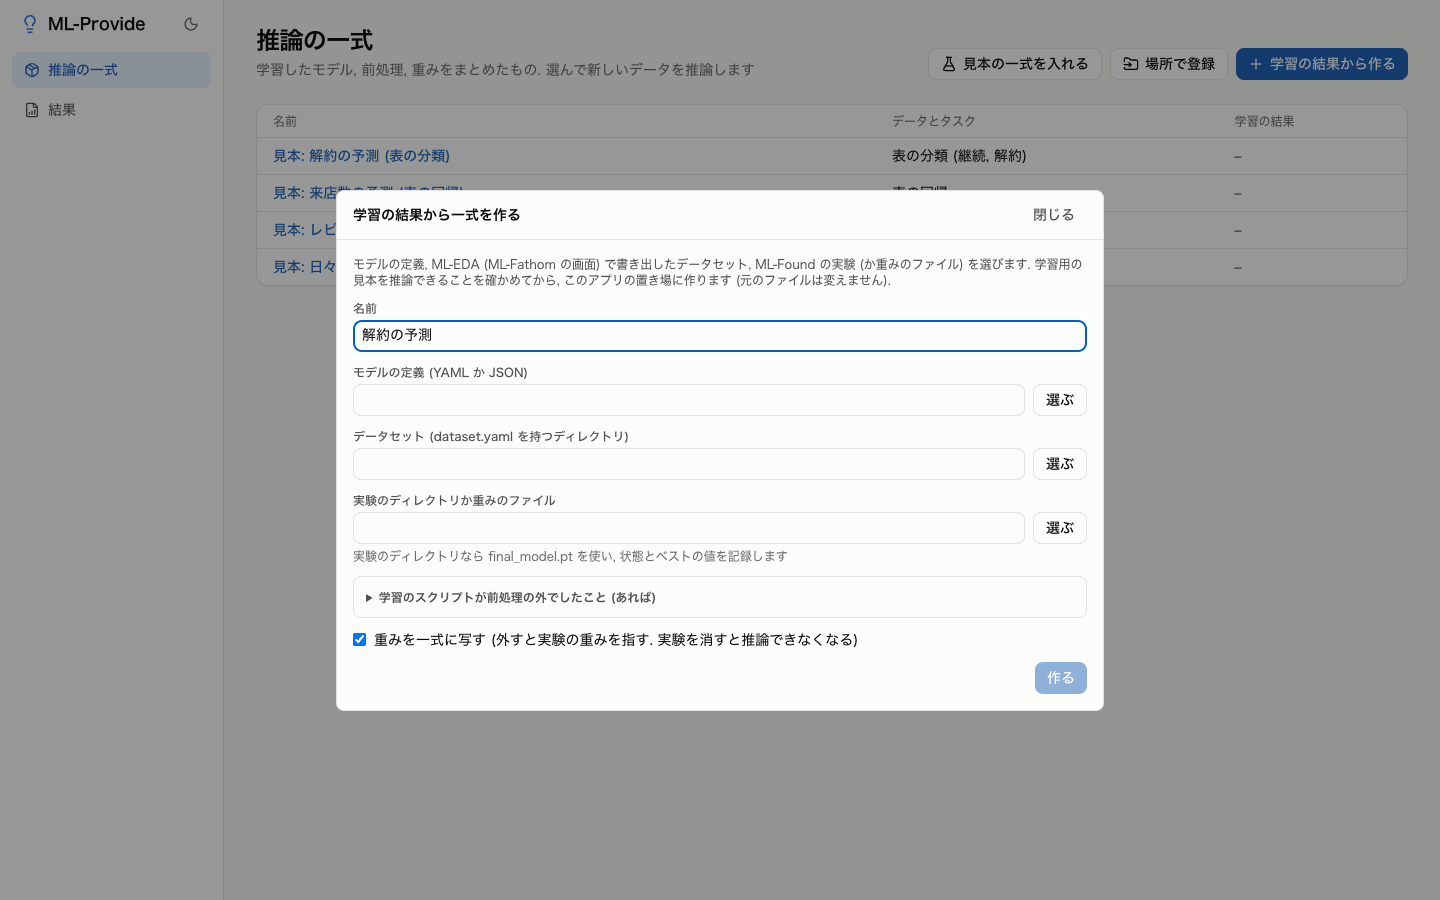 ML-Provide
推論の一式
結果
推論の一式
学習したモデル, 前処理, 重みをまとめたもの. 選んで新しいデータを推論します
見本の一式を入れる
場所で登録
+ 学習の結果から作る
名前 データとタスク 学習の結果
見本: 解約の予測 (表の分類) 表の分類 (継続, 解約) –
見本: 来店数の予測 (表の回帰) 表の回帰 –
見本: レビ –
見本: 日々 –
学習の結果から一式を作る
閉じる
モデルの定義, ML-EDA (ML-Fathom の画面) で書き出したデータセット, ML-Found の実験 (か重みのファイル) を選びます. 学習用の
見本を推論できることを確かめてから, このアプリの置き場に作ります (元のファイルは変えません).
名前
解約の予測
モデルの定義 (YAML か JSON)
選ぶ
データセット (dataset.yaml を持つディレクトリ)
選ぶ
実験のディレクトリか重みのファイル
選ぶ
実験のディレクトリなら final_model.pt を使い, 状態とベストの値を記録します
▶ 学習のスクリプトが前処理の外でしたこと (あれば)
重みを一式に写す (外すと実験の重みを指す. 実験を消すと推論できなくなる)
作る